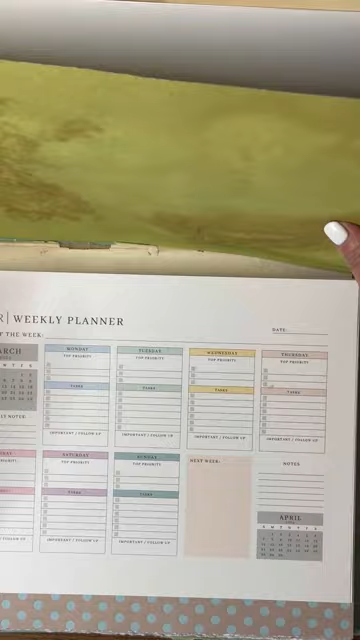 R | WEEKLY PLANNER
OF THE WEEK:
DATE:
MARCH
MONDAY
TOP PRIORITY
TASKS
IMPORTANT / FOLLOW UP
TUESDAY
TOP PRIORITY
TASKS
IMPORTANT / FOLLOW UP
WEDNESDAY
TOP PRIORITY
TASKS
IMPORTANT / FOLLOW UP
THURSDAY
TOP PRIORITY
TASKS
IMPORTANT / FOLLOW UP
NOTES
SATURDAY
TOP PRIORITY
TASKS
IMPORTANT / FOLLOW UP
SUNDAY
TOP PRIORITY
TASKS
IMPORTANT / FOLLOW UP
NEXT WEEK:
NOTES
APRIL
S M T W T F S